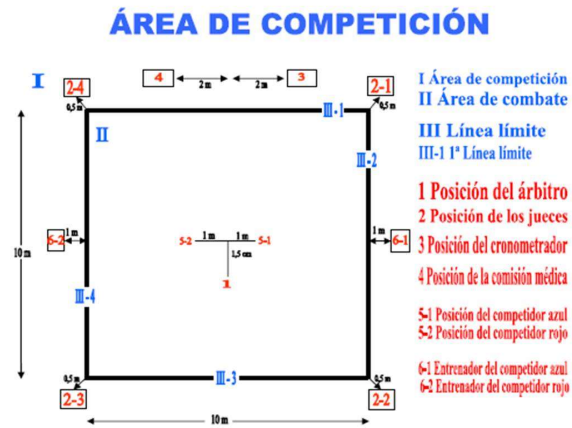 ÁREA DE COMPETICIÓN
I
2-4
4
3
2-1
2 m
2 m
0,5 m
0,5 m
III-1
II
III-2
6-2
1 m
5-2
1 m
1 m
5-1
1 m
6-1
1,5 cm
10 m
1
III-4
0,5 m
III-3
0,5 m
2-3
2-2
10 m
I Área de competición
II Área de combate
III Línea límite
III-1 1ª Línea límite
1 Posición del árbitro
2 Posición de los jueces
3 Posición del cronometrador
4 Posición de la comisión médica
5-1 Posición del competidor azul
5-2 Posición del competidor rojo
6-1 Entrenador del competidor azul
6-2 Entrenador del competidor rojo